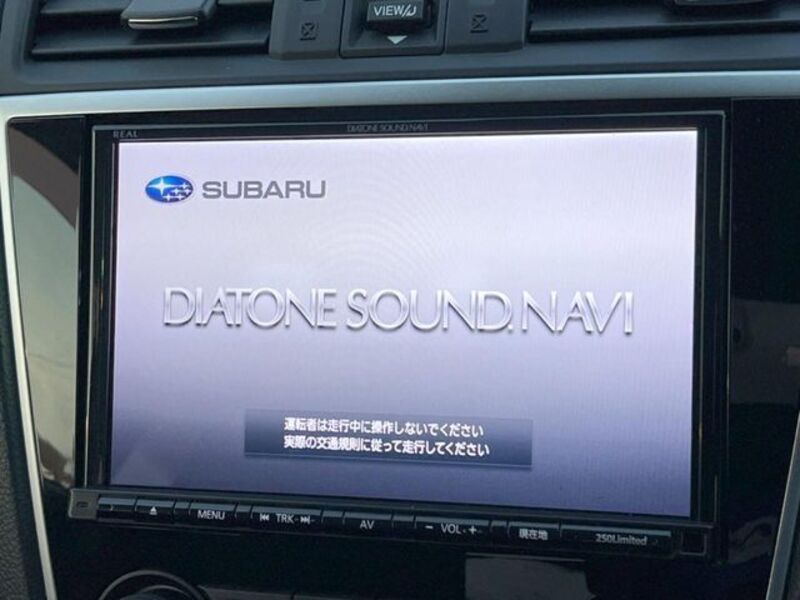 VIEW/
REAL
DIATONE SOUND.NAVI
SUBARU
DIATONE SOUND.NAVI
運転者は走行中に操作しないでください
実際の交通規則に従って走行してください
MENU
TRK
AV
− VOL +
現在地
250Limited